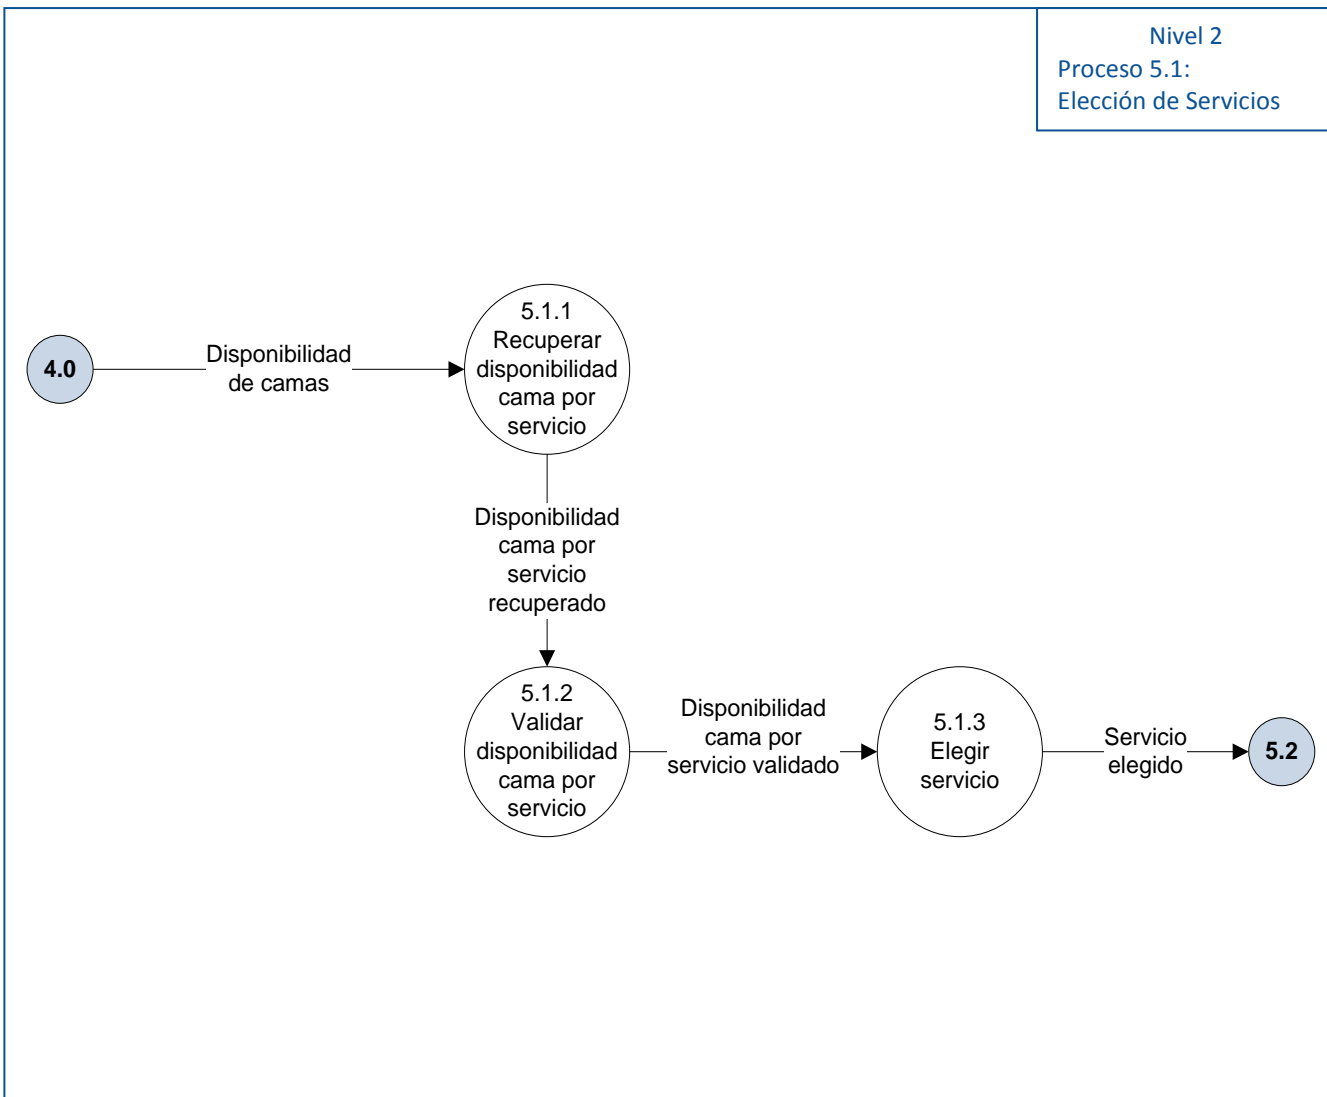 Nivel 2
Proceso 5.1:
Elección de Servicios
4.0
Disponibilidad
de camas
5.1.1
Recuperar
disponibilidad
cama por
servicio
Disponibilidad
cama por
servicio
recuperado
5.1.2
Validar
disponibilidad
cama por
servicio
Disponibilidad
cama por
servicio validado
5.1.3
Elegir
servicio
Servicio
elegido
5.2